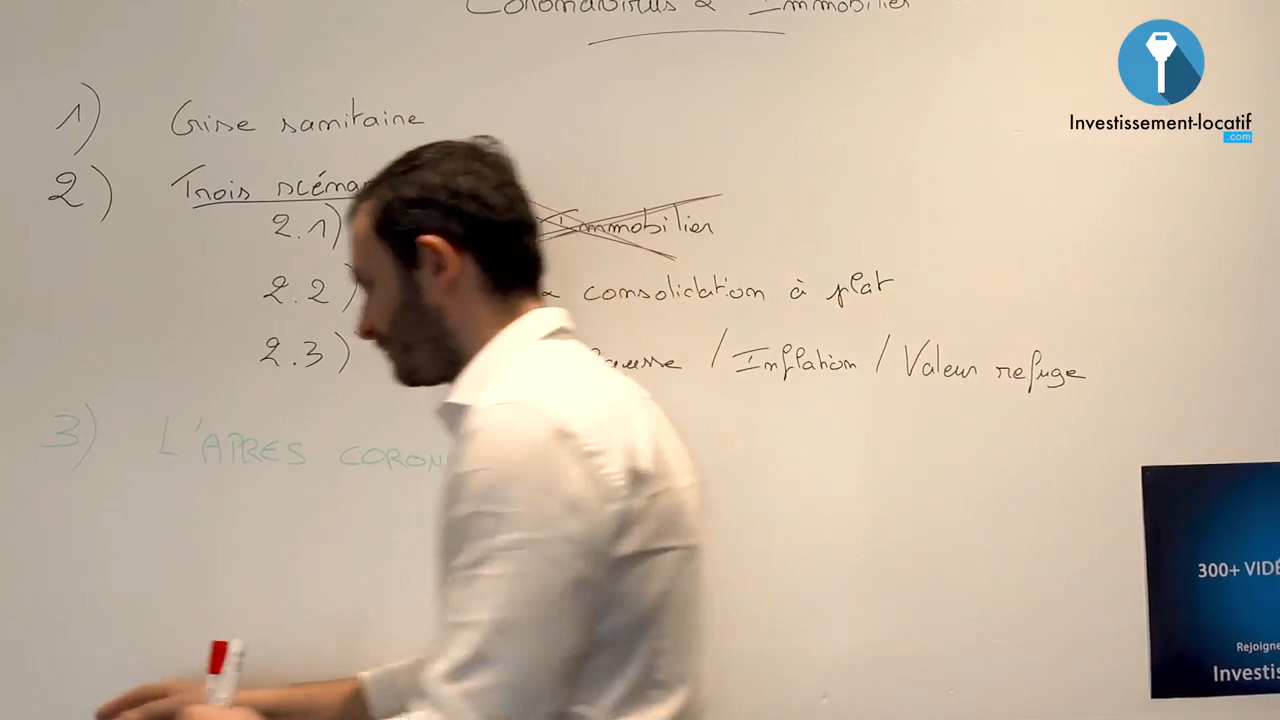 Coronavirus & Immobilier
Investissement-locatif
.com
1) Crise sanitaire
2) Trois scénar
2.1) Immobilier
2.2) consolidation à plat
2.3) / Inflation / Valeur refuge
3) L'APRES CORON
300+ VIDÉ
Rejoigne
Investis